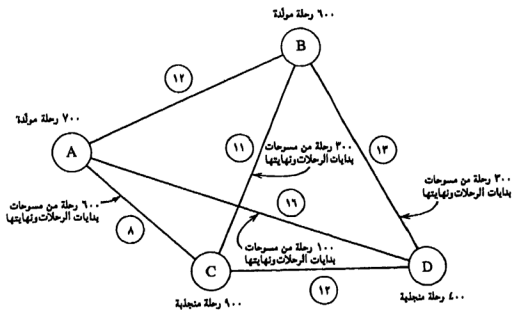 ٦٠٠ رحلة مولّدة
B
١٢
٧٠٠ رحلة مولدة
A
١١
٣٠٠ رحلة من مسوحات
بدايات الرحلات ونهايتها
١٣
٣٠٠ رحلة من مسوحات
بدايات الرحلات ونهايتها
٦٠٠ رحلة من مسوحات
بدايات الرحلات ونهايتها
٨
١٦
١٠٠ رحلة من مسوحات
بدايات الرحلات ونهايتها
C
D
١٢
٩٠٠ رحلة منجذبة
٤٠٠ رحلة منجذبة